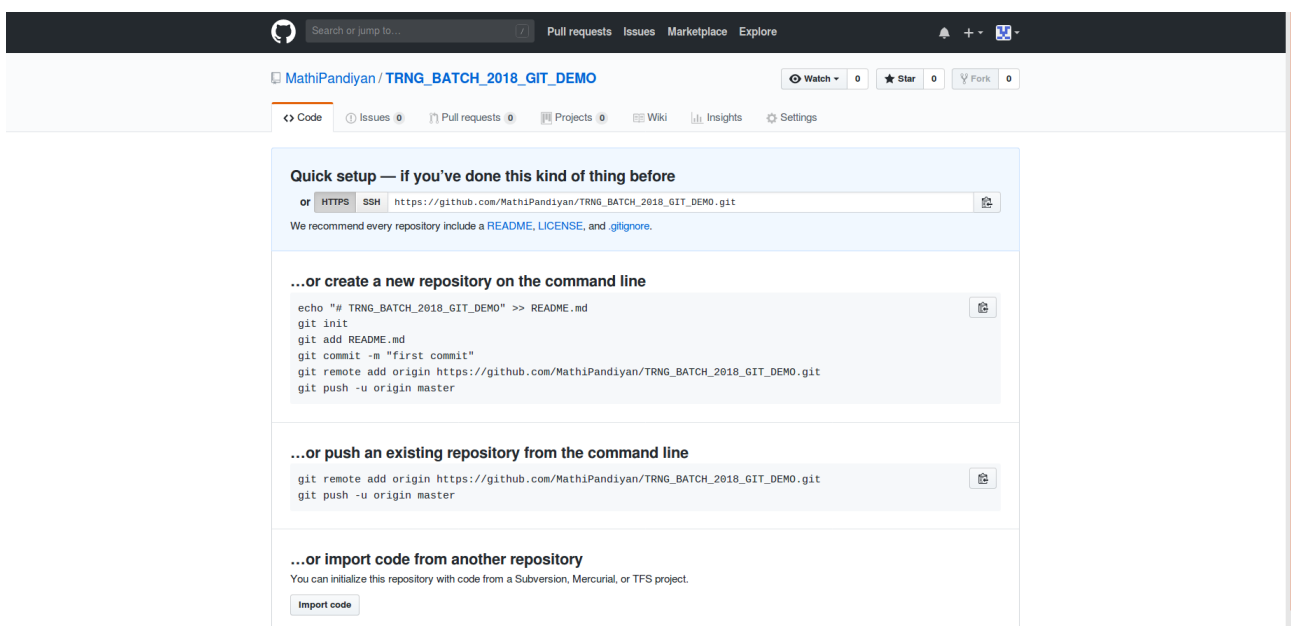 Search or jump to... / Pull requests Issues Marketplace Explore
MathiPandiyan / TRNG_BATCH_2018_GIT_DEMO Watch 0 Star 0 Fork 0
Code Issues 0 Pull requests 0 Projects 0 Wiki Insights Settings
Quick setup — if you've done this kind of thing before
or HTTPS SSH https://github.com/MathiPandiyan/TRNG_BATCH_2018_GIT_DEMO.git
We recommend every repository include a README, LICENSE, and .gitignore.
…or create a new repository on the command line
echo "# TRNG_BATCH_2018_GIT_DEMO" >> README.md
git init
git add README.md
git commit -m "first commit"
git remote add origin https://github.com/MathiPandiyan/TRNG_BATCH_2018_GIT_DEMO.git
git push -u origin master
…or push an existing repository from the command line
git remote add origin https://github.com/MathiPandiyan/TRNG_BATCH_2018_GIT_DEMO.git
git push -u origin master
…or import code from another repository
You can initialize this repository with code from a Subversion, Mercurial, or TFS project.
Import code